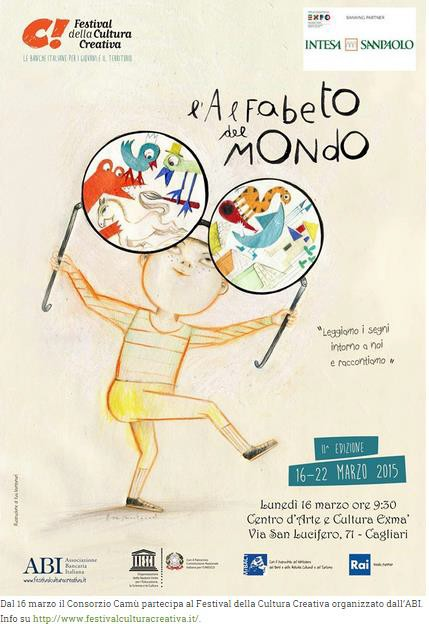 C! Festival
della Cultura
Creativa
LE BANCHE ITALIANE PER I GIOVANI E IL TERRITORIO
EXPO
BANKING PARTNER
INTESA SANPAOLO
L'ALFABETO
del
MONDO
"Leggiamo i segni
intorno a noi
e raccontiamo"
IIᴬ EDIZIONE
16-22 MARZO 2015
Lunedì 16 marzo ore 9:30
Centro d'Arte e Cultura Exma'
Via San Lucifero, 71 - Cagliari
ABI Associazione
Bancaria
Italiana
www.festivalculturacreativa.it
UNESCO
MiBAC
Rai
Dal 16 marzo il Consorzio Camù partecipa al Festival della Cultura Creativa organizzato dall'ABI.
Info su http://www.festivalculturacreativa.it/.